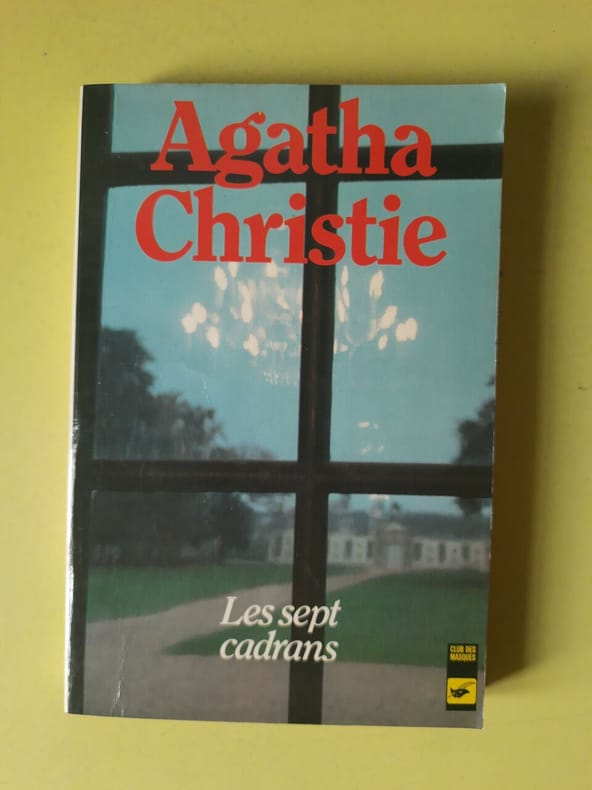 Agatha
Christie
Les sept
cadrans
CLUB DES
MASQUES